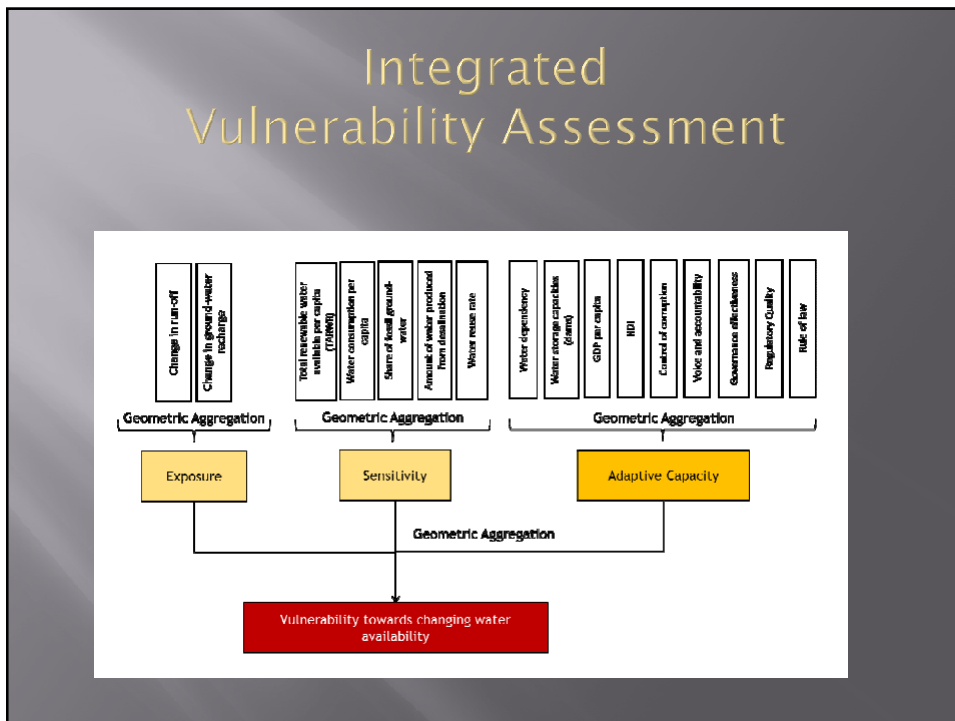 Integrated
Vulnerability Assessment
Change in run-off
Change in ground-water
recharge
Total renewable water
available per capita
(TARWR)
Water consumption per
capita
Share of fossil ground-
water
Amount of water produced
from desalination
Water reuse rate
Water dependency
Water storage capacities
(dams)
GDP per capita
HDI
Control of corruption
Voice and accountability
Governance effectiveness
Regulatory Quality
Rule of law
Geometric Aggregation
Geometric Aggregation
Geometric Aggregation
Exposure
Sensitivity
Adaptive Capacity
Geometric Aggregation
Vulnerability towards changing water
availability